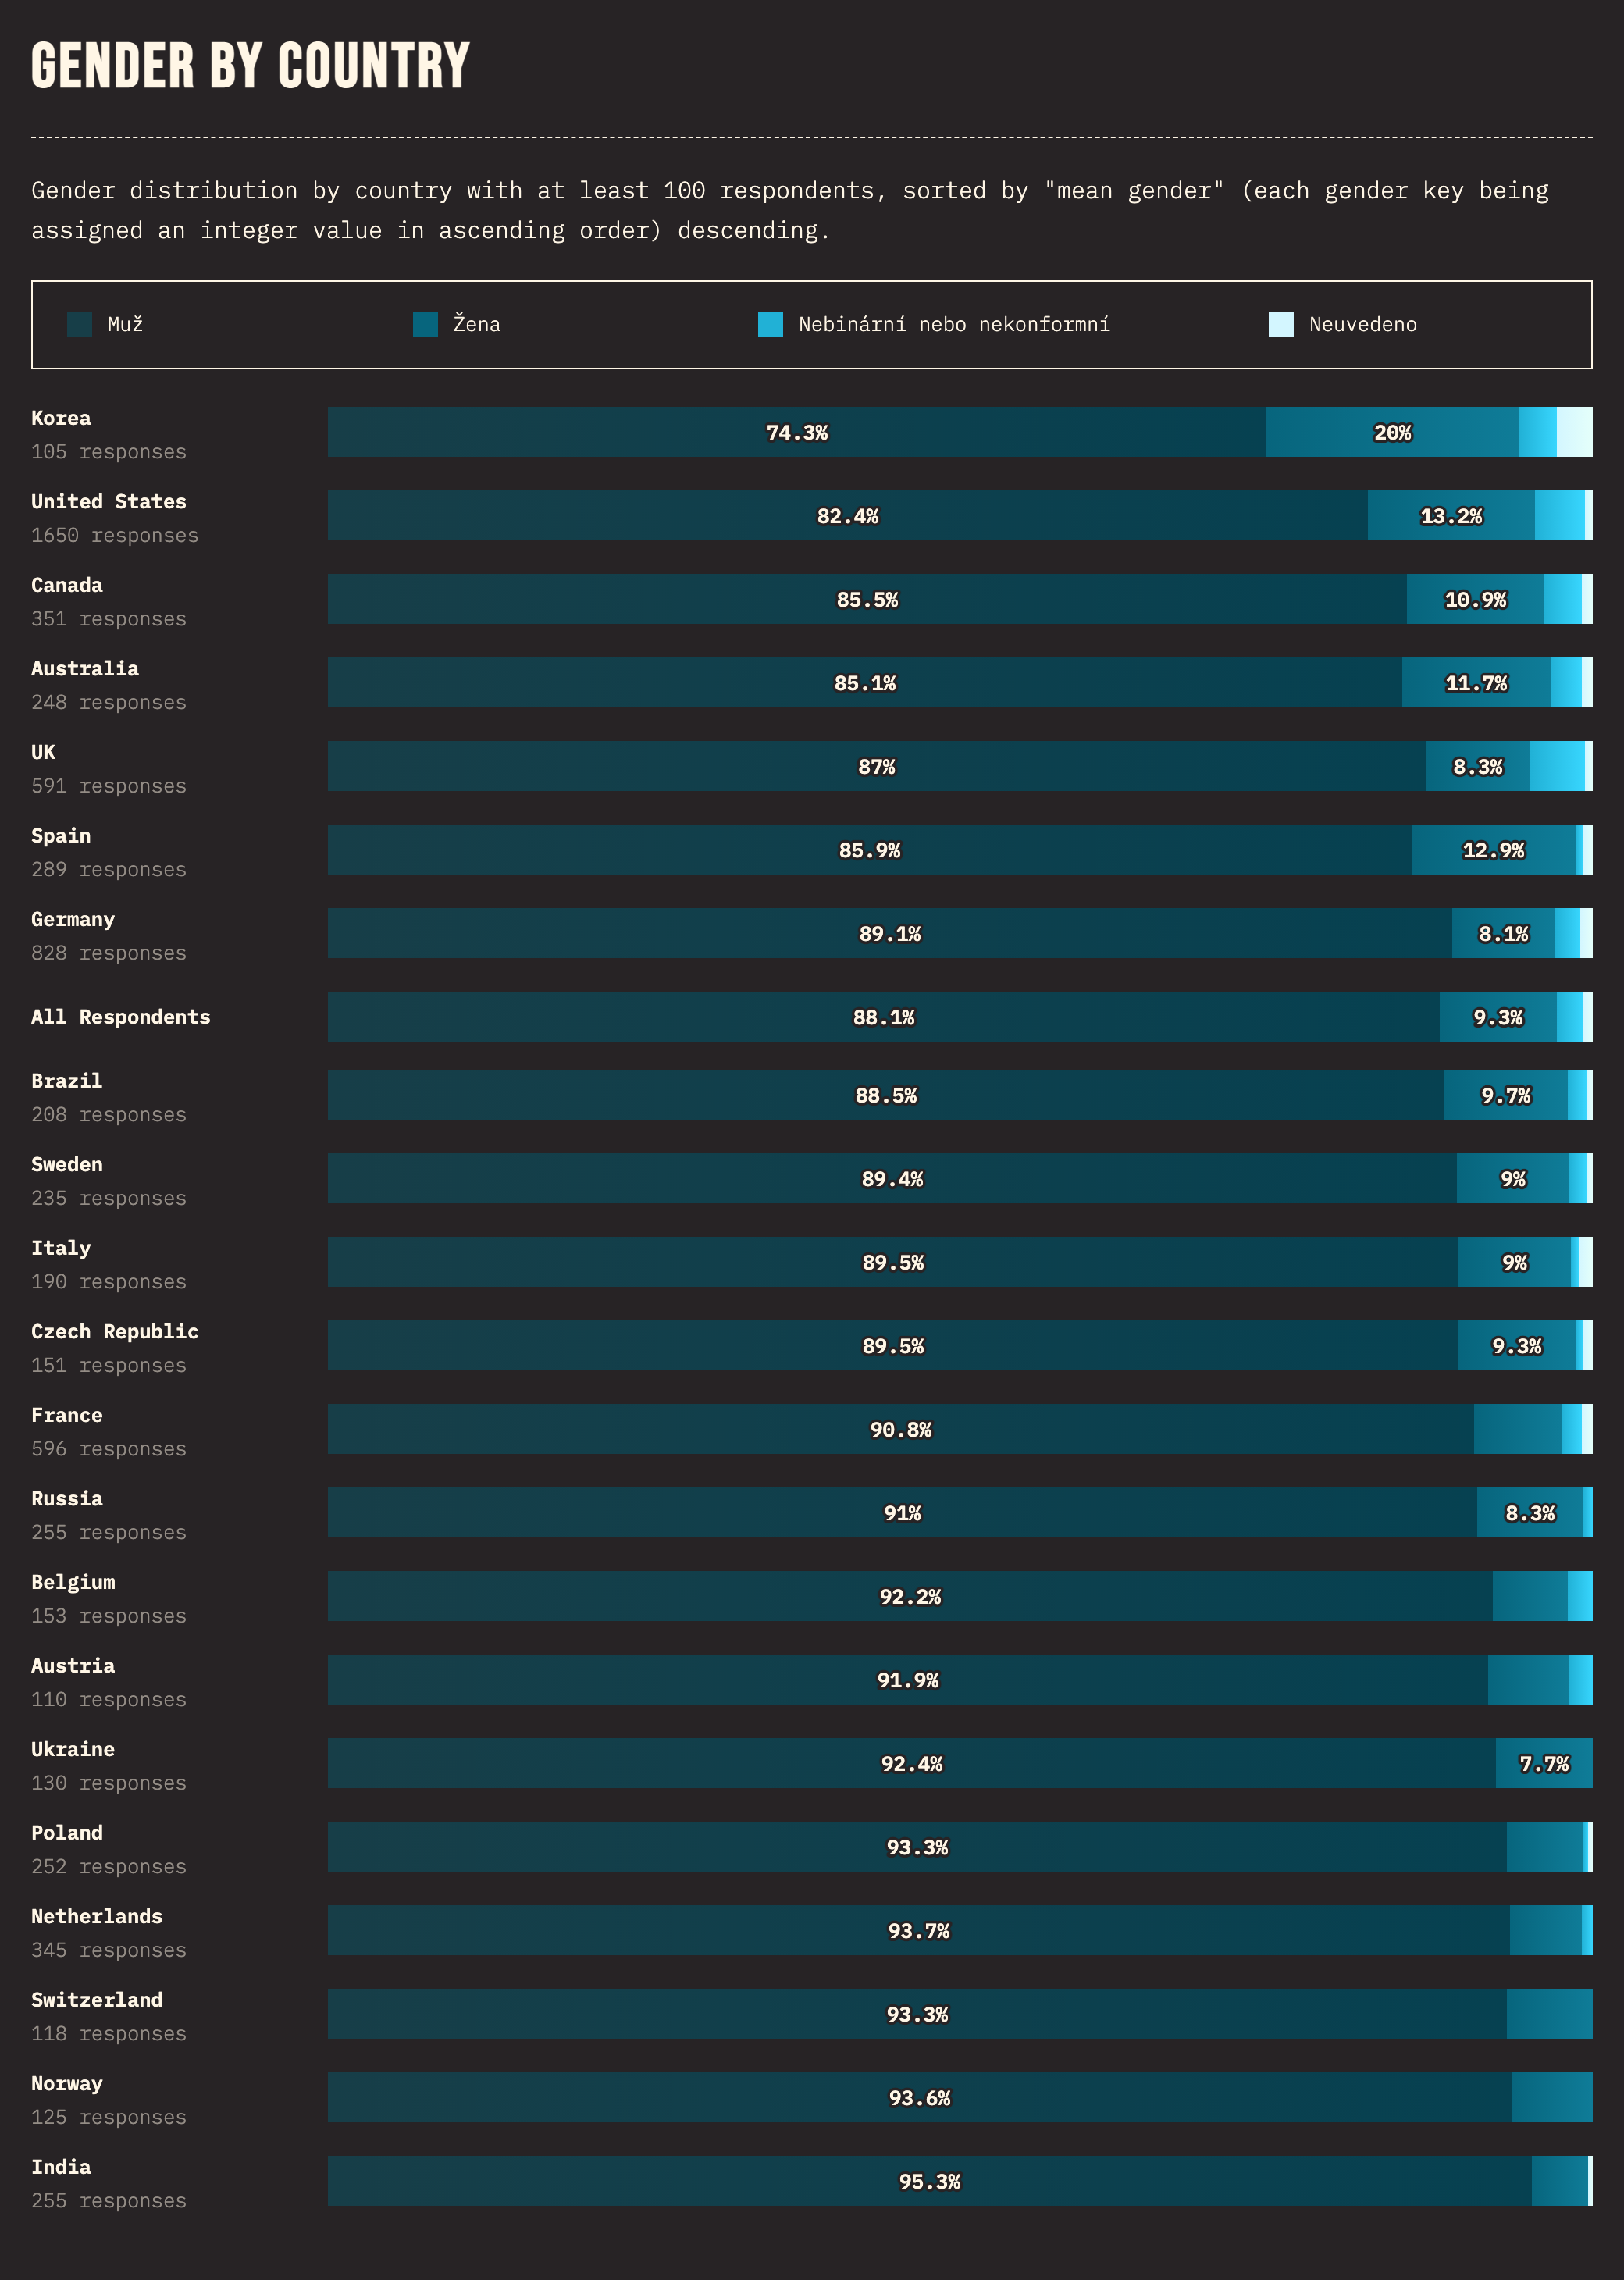 GENDER BY COUNTRY
Gender distribution by country with at least 100 respondents, sorted by "mean gender" (each gender key being
assigned an integer value in ascending order) descending.
Muž
Žena
Nebinární nebo nekonformní
Neuvedeno
Korea
105 responses
74.3%
20%
United States
1650 responses
82.4%
13.2%
Canada
351 responses
85.5%
10.9%
Australia
248 responses
85.1%
11.7%
UK
591 responses
87%
8.3%
Spain
289 responses
85.9%
12.9%
Germany
828 responses
89.1%
8.1%
All Respondents
88.1%
9.3%
Brazil
208 responses
88.5%
9.7%
Sweden
235 responses
89.4%
9%
Italy
190 responses
89.5%
9%
Czech Republic
151 responses
89.5%
9.3%
France
596 responses
90.8%
Russia
255 responses
91%
8.3%
Belgium
153 responses
92.2%
Austria
110 responses
91.9%
Ukraine
130 responses
92.4%
7.7%
Poland
252 responses
93.3%
Netherlands
345 responses
93.7%
Switzerland
118 responses
93.3%
Norway
125 responses
93.6%
India
255 responses
95.3%